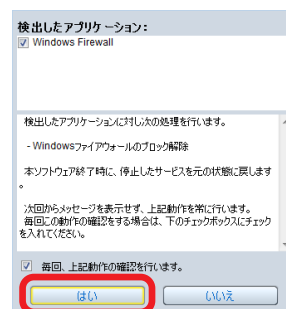 検出したアプリケーション:
Windows Firewall
検出したアプリケーションに対し次の処理を行います。
- Windowsファイアウォールのブロック解除
本ソフトウェア終了時に、停止したサービスを元の状態に戻します
。
次回からメッセージを表示せず、上記動作を常に行います。
毎回この動作の確認をする場合は、下のチェックボックスにチェック
を入れてください。
毎回、上記動作の確認を行います。
はい
いいえ